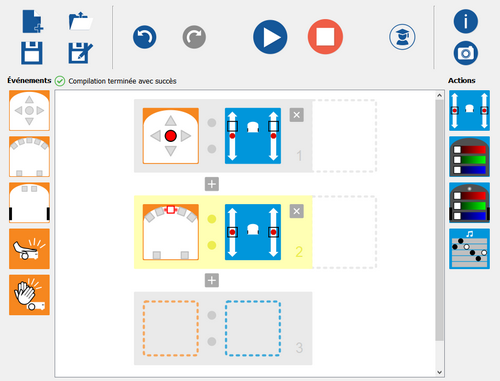 Événements
Compilation terminée avec succès
Actions
1
2
3